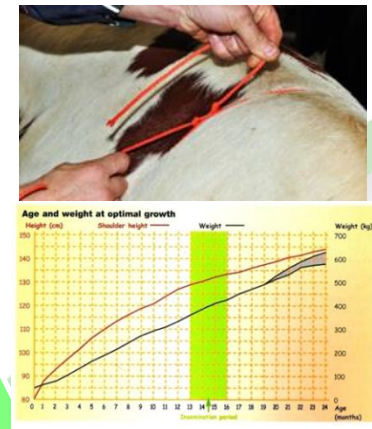 Age and weight at optimal growth
Height (cm) Shoulder height Weight Weight (kg)
150 700
140 600
130 500
120 400
110 300
100 200
90 100
80 0
0 1 2 3 4 5 6 7 8 9 10 11 12 13 14 15 16 17 18 19 20 21 22 23 24 Age
Insemination period (months)